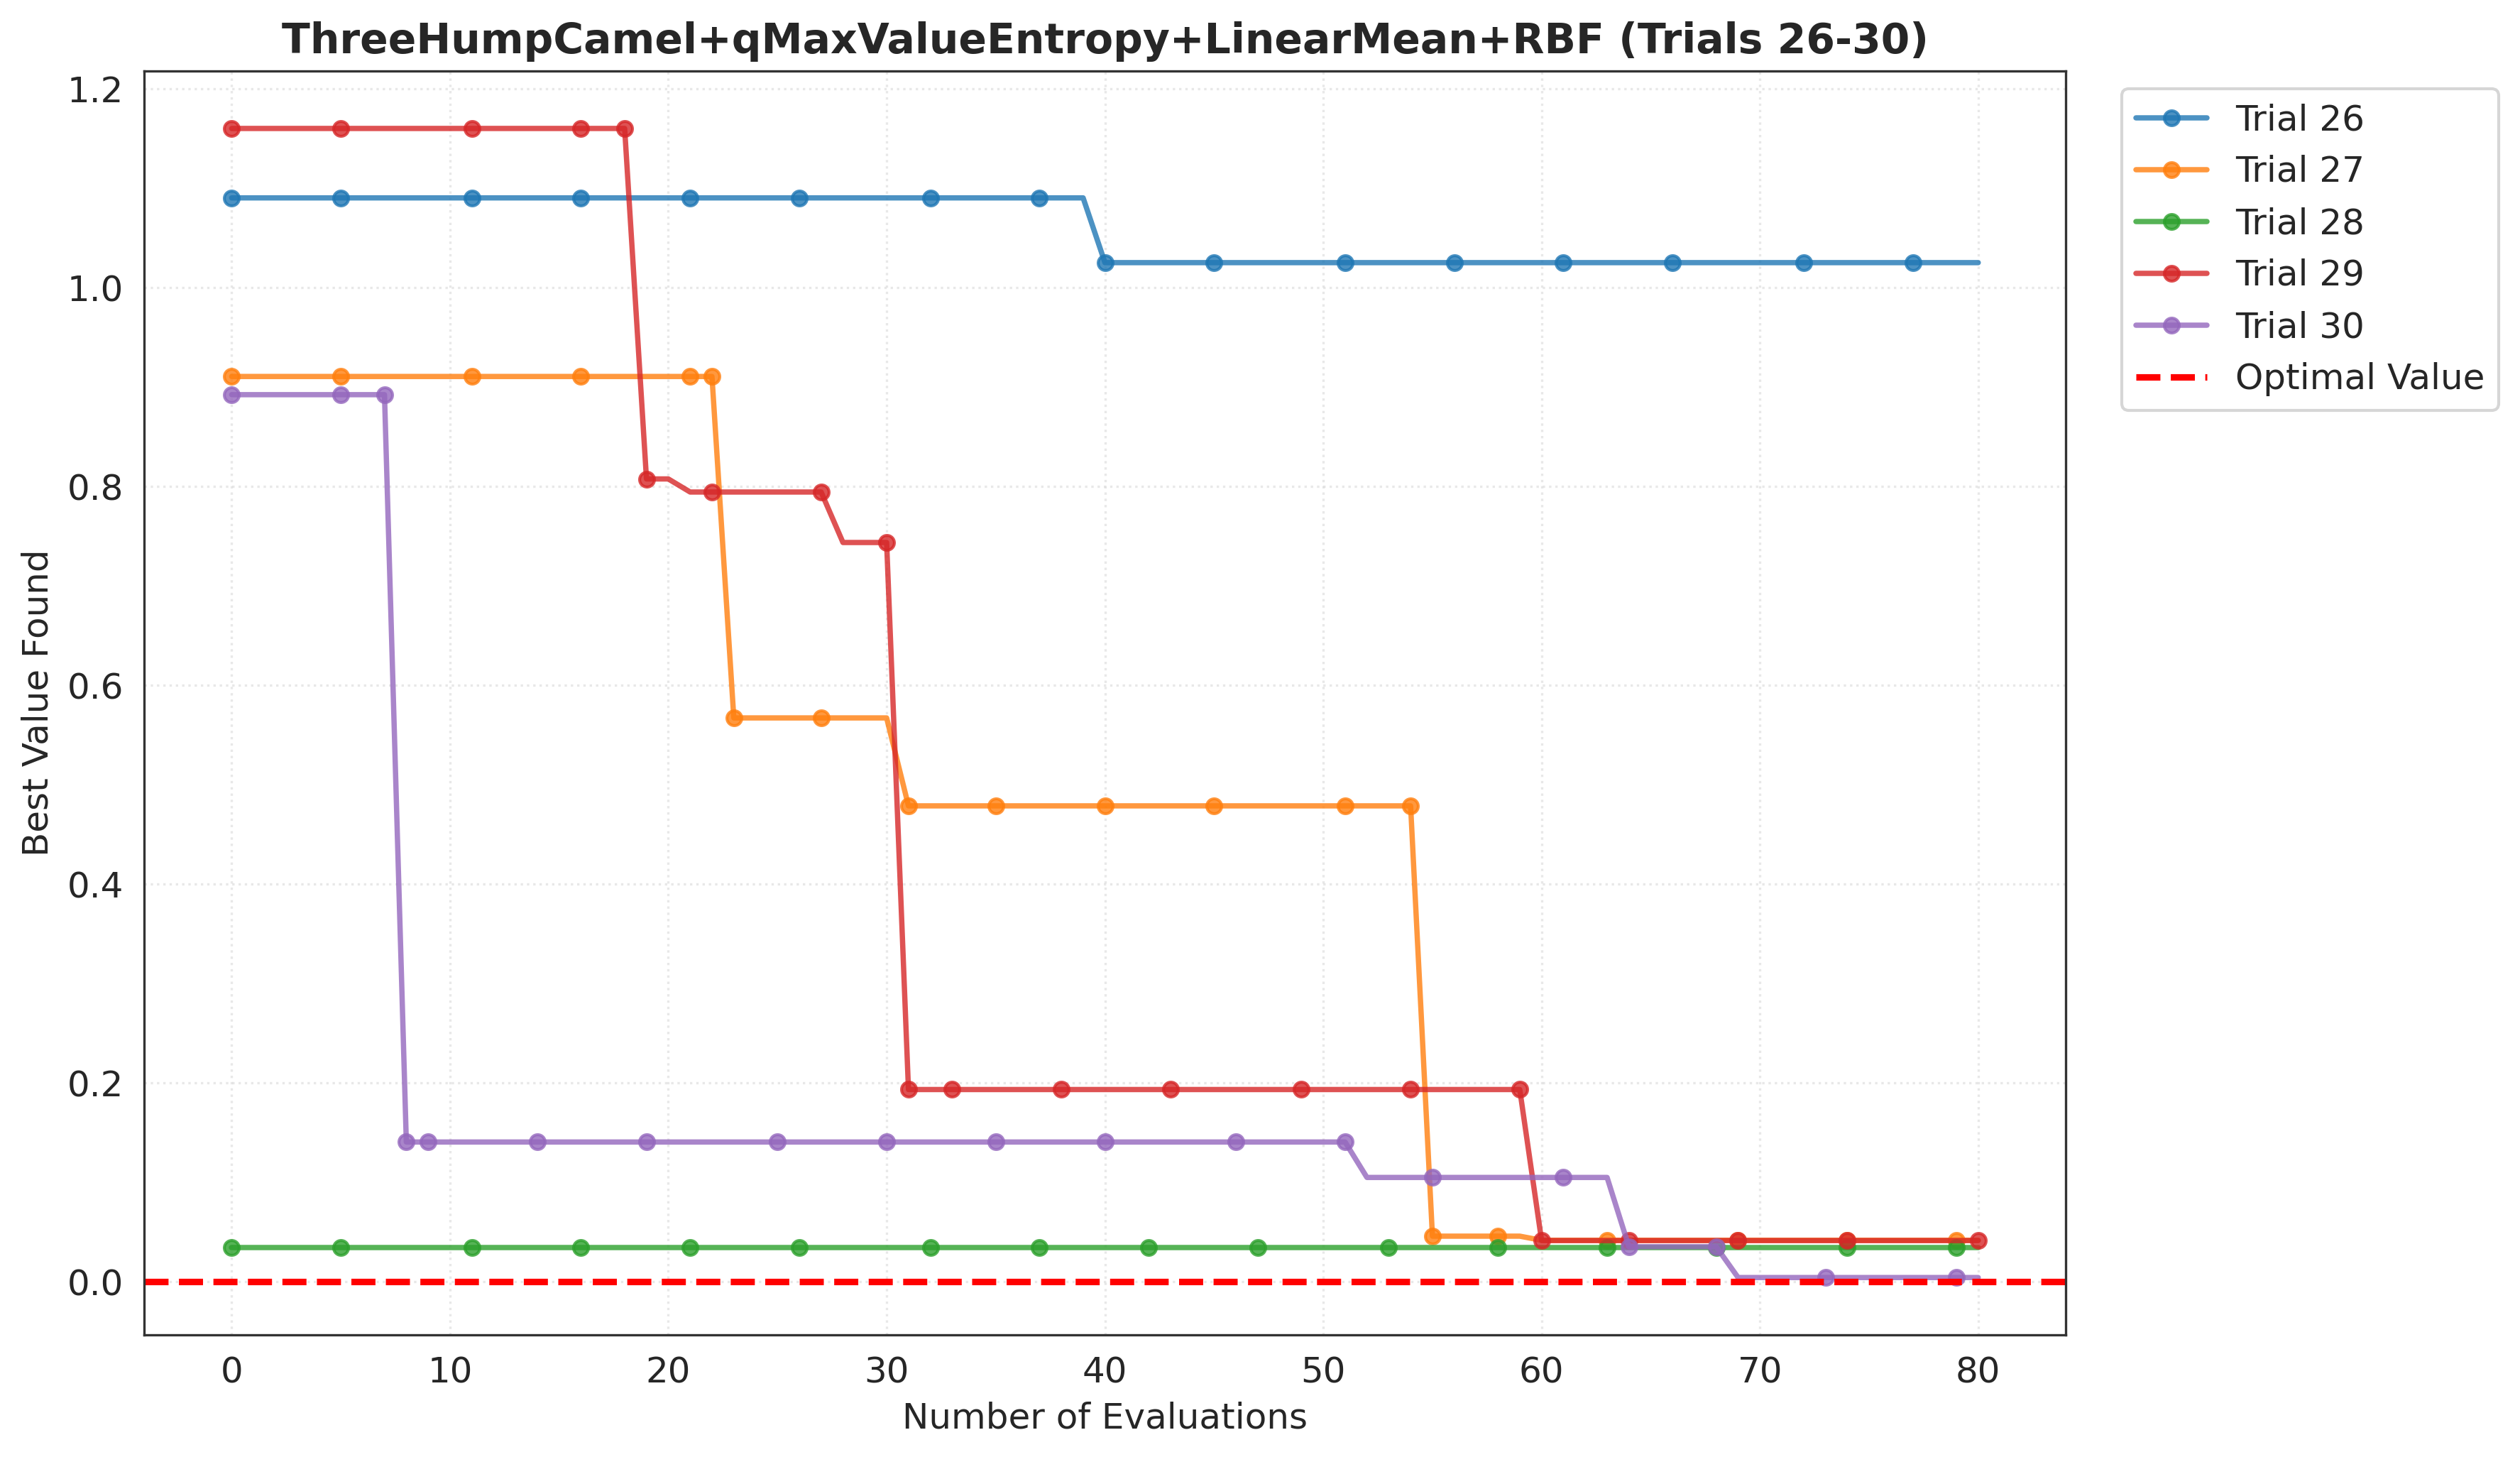 ThreeHumpCamel+qMaxValueEntropy+LinearMean+RBF (Trials 26-30)
1.2
1.0
0.8
0.6
0.4
0.2
0.0
Best Value Found
0 10 20 30 40 50 60 70 80
Number of Evaluations
Trial 26
Trial 27
Trial 28
Trial 29
Trial 30
Optimal Value